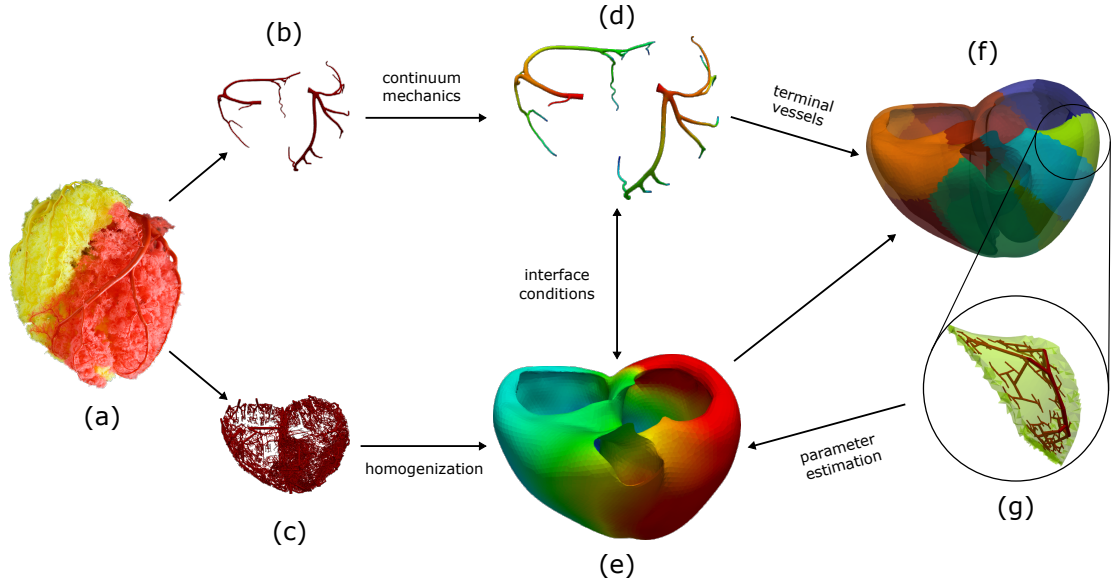 (b)
(d)
(f)
continuum
mechanics
terminal
vessels
interface
conditions
(a)
(c)
homogenization
(e)
parameter
estimation
(g)